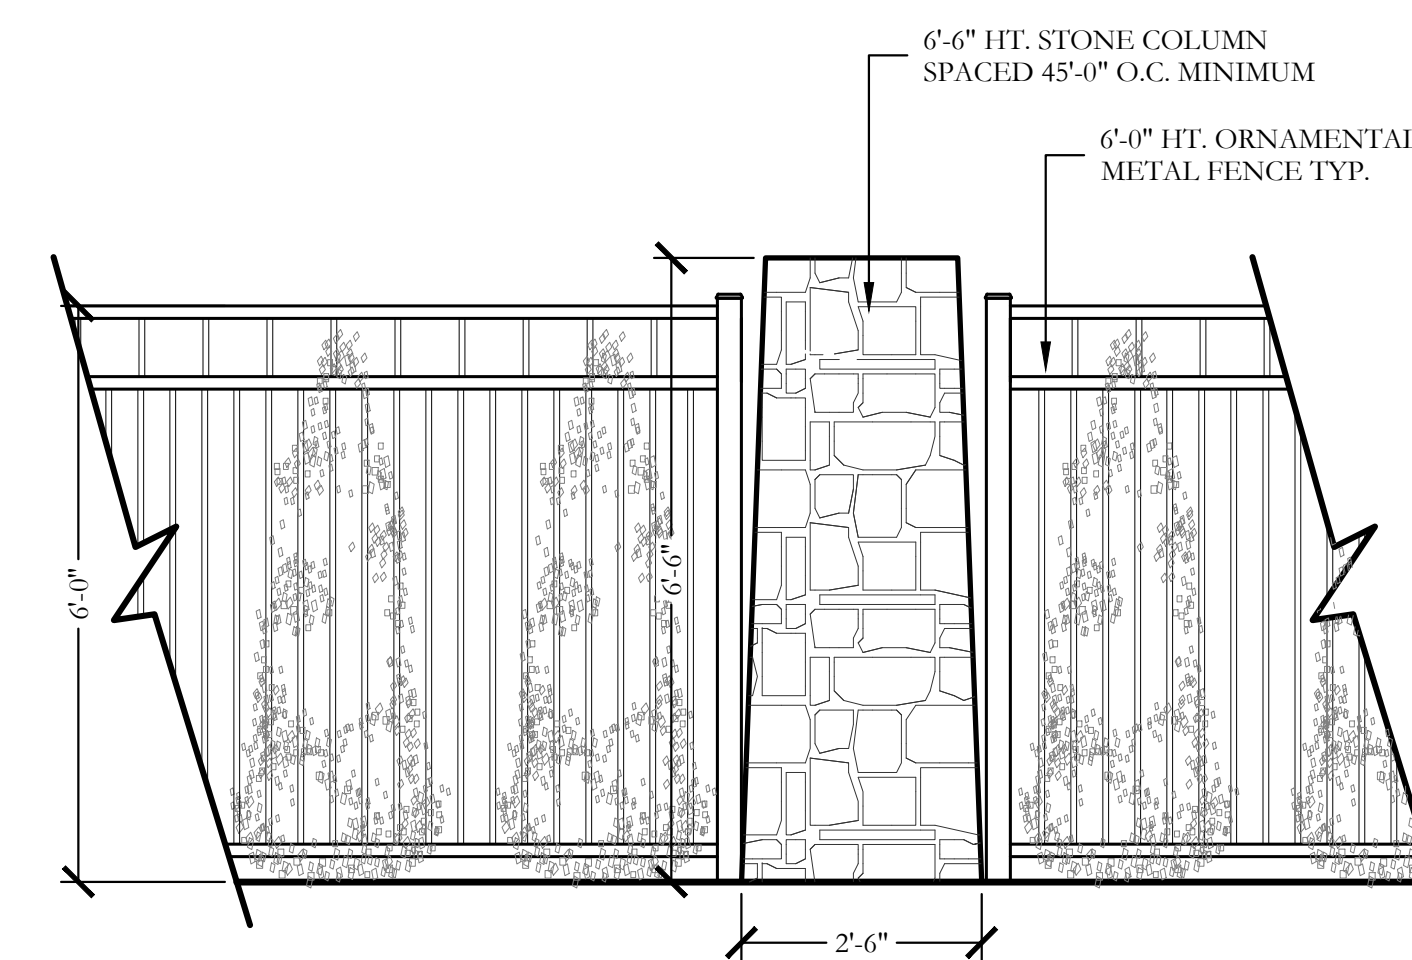 6'-6" HT. STONE COLUMN
SPACED 45'-0" O.C. MINIMUM
6'-0" HT. ORNAMENTAL
METAL FENCE TYP.
6'-0"
6'-6"
2'-6"